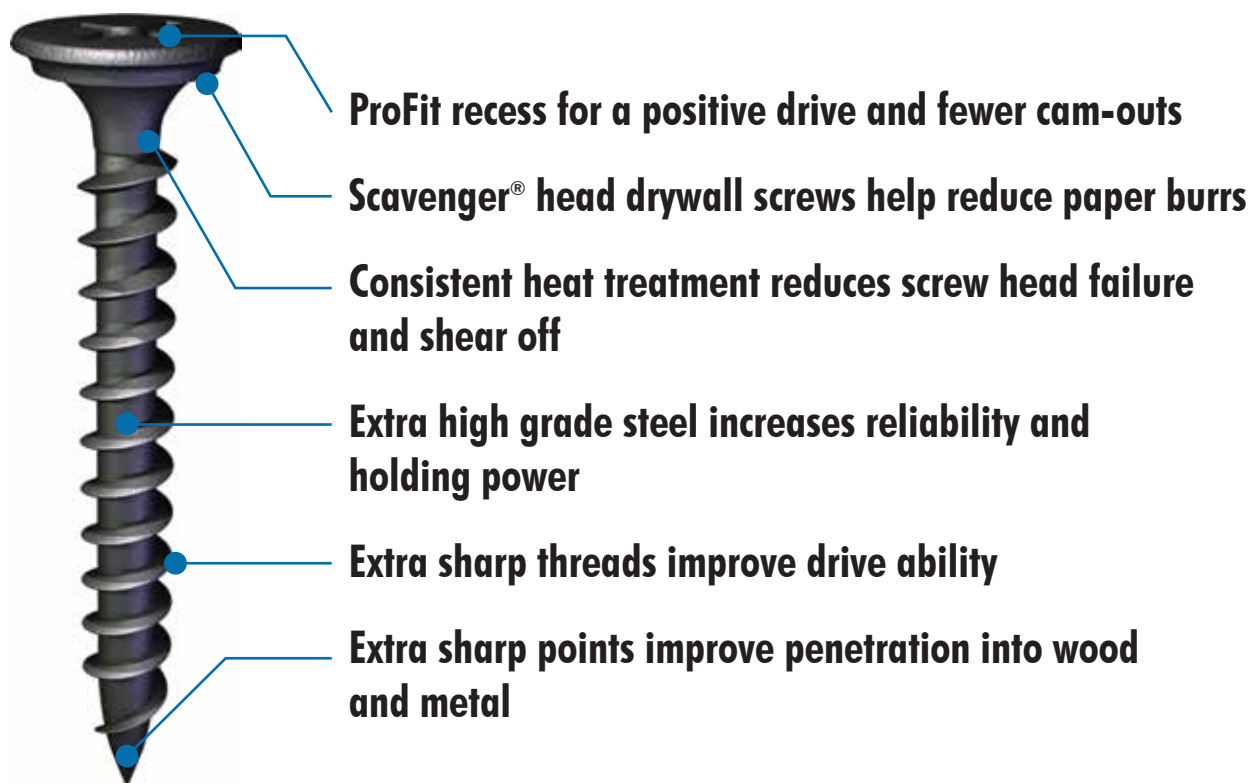 ProFit recess for a positive drive and fewer cam-outs
Scavenger® head drywall screws help reduce paper burrs
Consistent heat treatment reduces screw head failure
and shear off
Extra high grade steel increases reliability and
holding power
Extra sharp threads improve drive ability
Extra sharp points improve penetration into wood
and metal